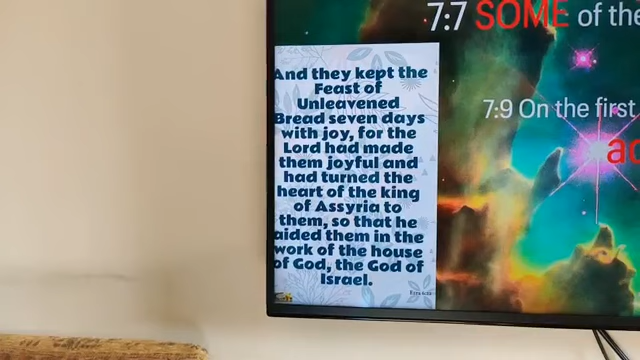 And they kept the
Feast of
Unleavened
Bread seven days
with joy, for the
Lord had made
them joyful and
had turned the
heart of the king
of Assyria to
them, so that he
aided them in the
work of the house
of God, the God of
Israel.
7:7 SOME of the
7:9 On the first